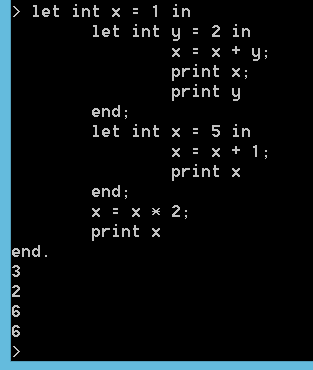 > let int x = 1 in
let int y = 2 in
x = x + y;
print x;
print y
end;
let int x = 5 in
x = x + 1;
print x
end;
x = x * 2;
print x
end.
3
2
6
6
>